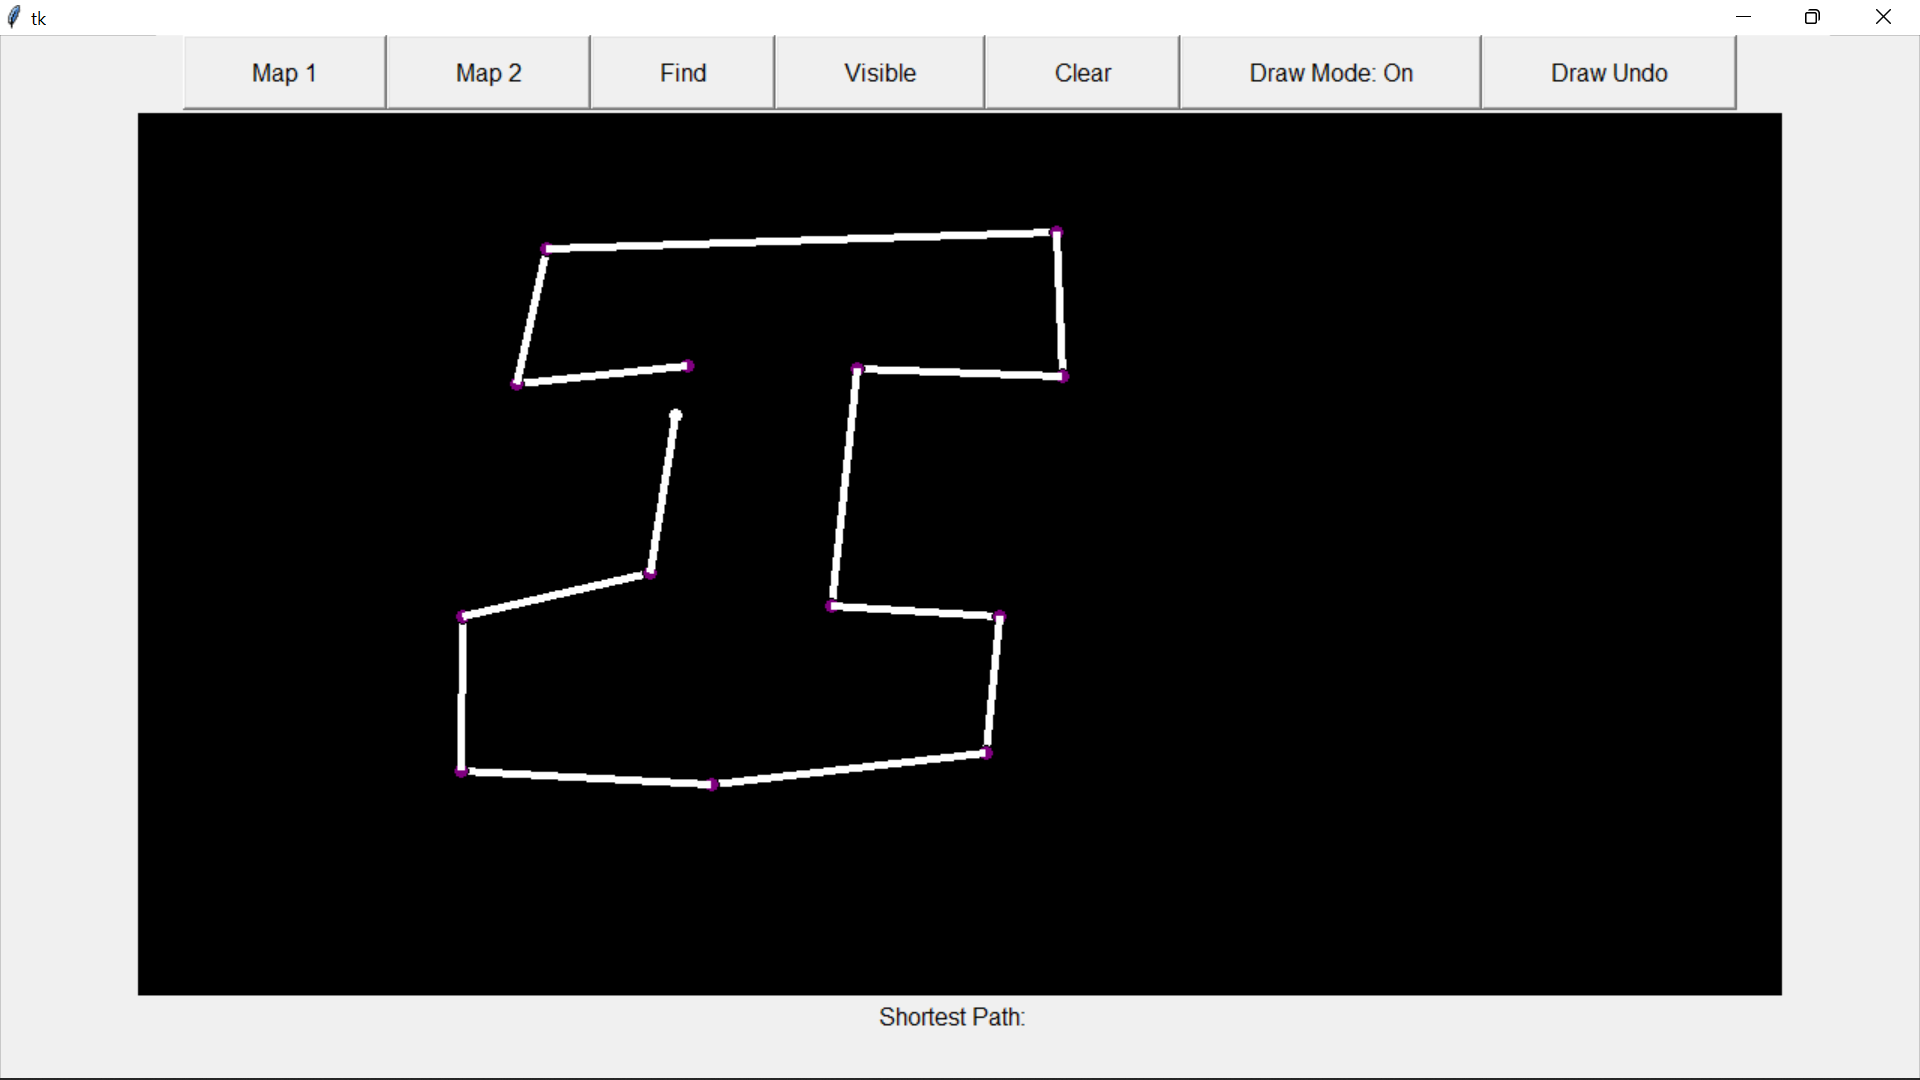 tk
Map 1 Map 2 Find Visible Clear Draw Mode: On Draw Undo
Shortest Path: